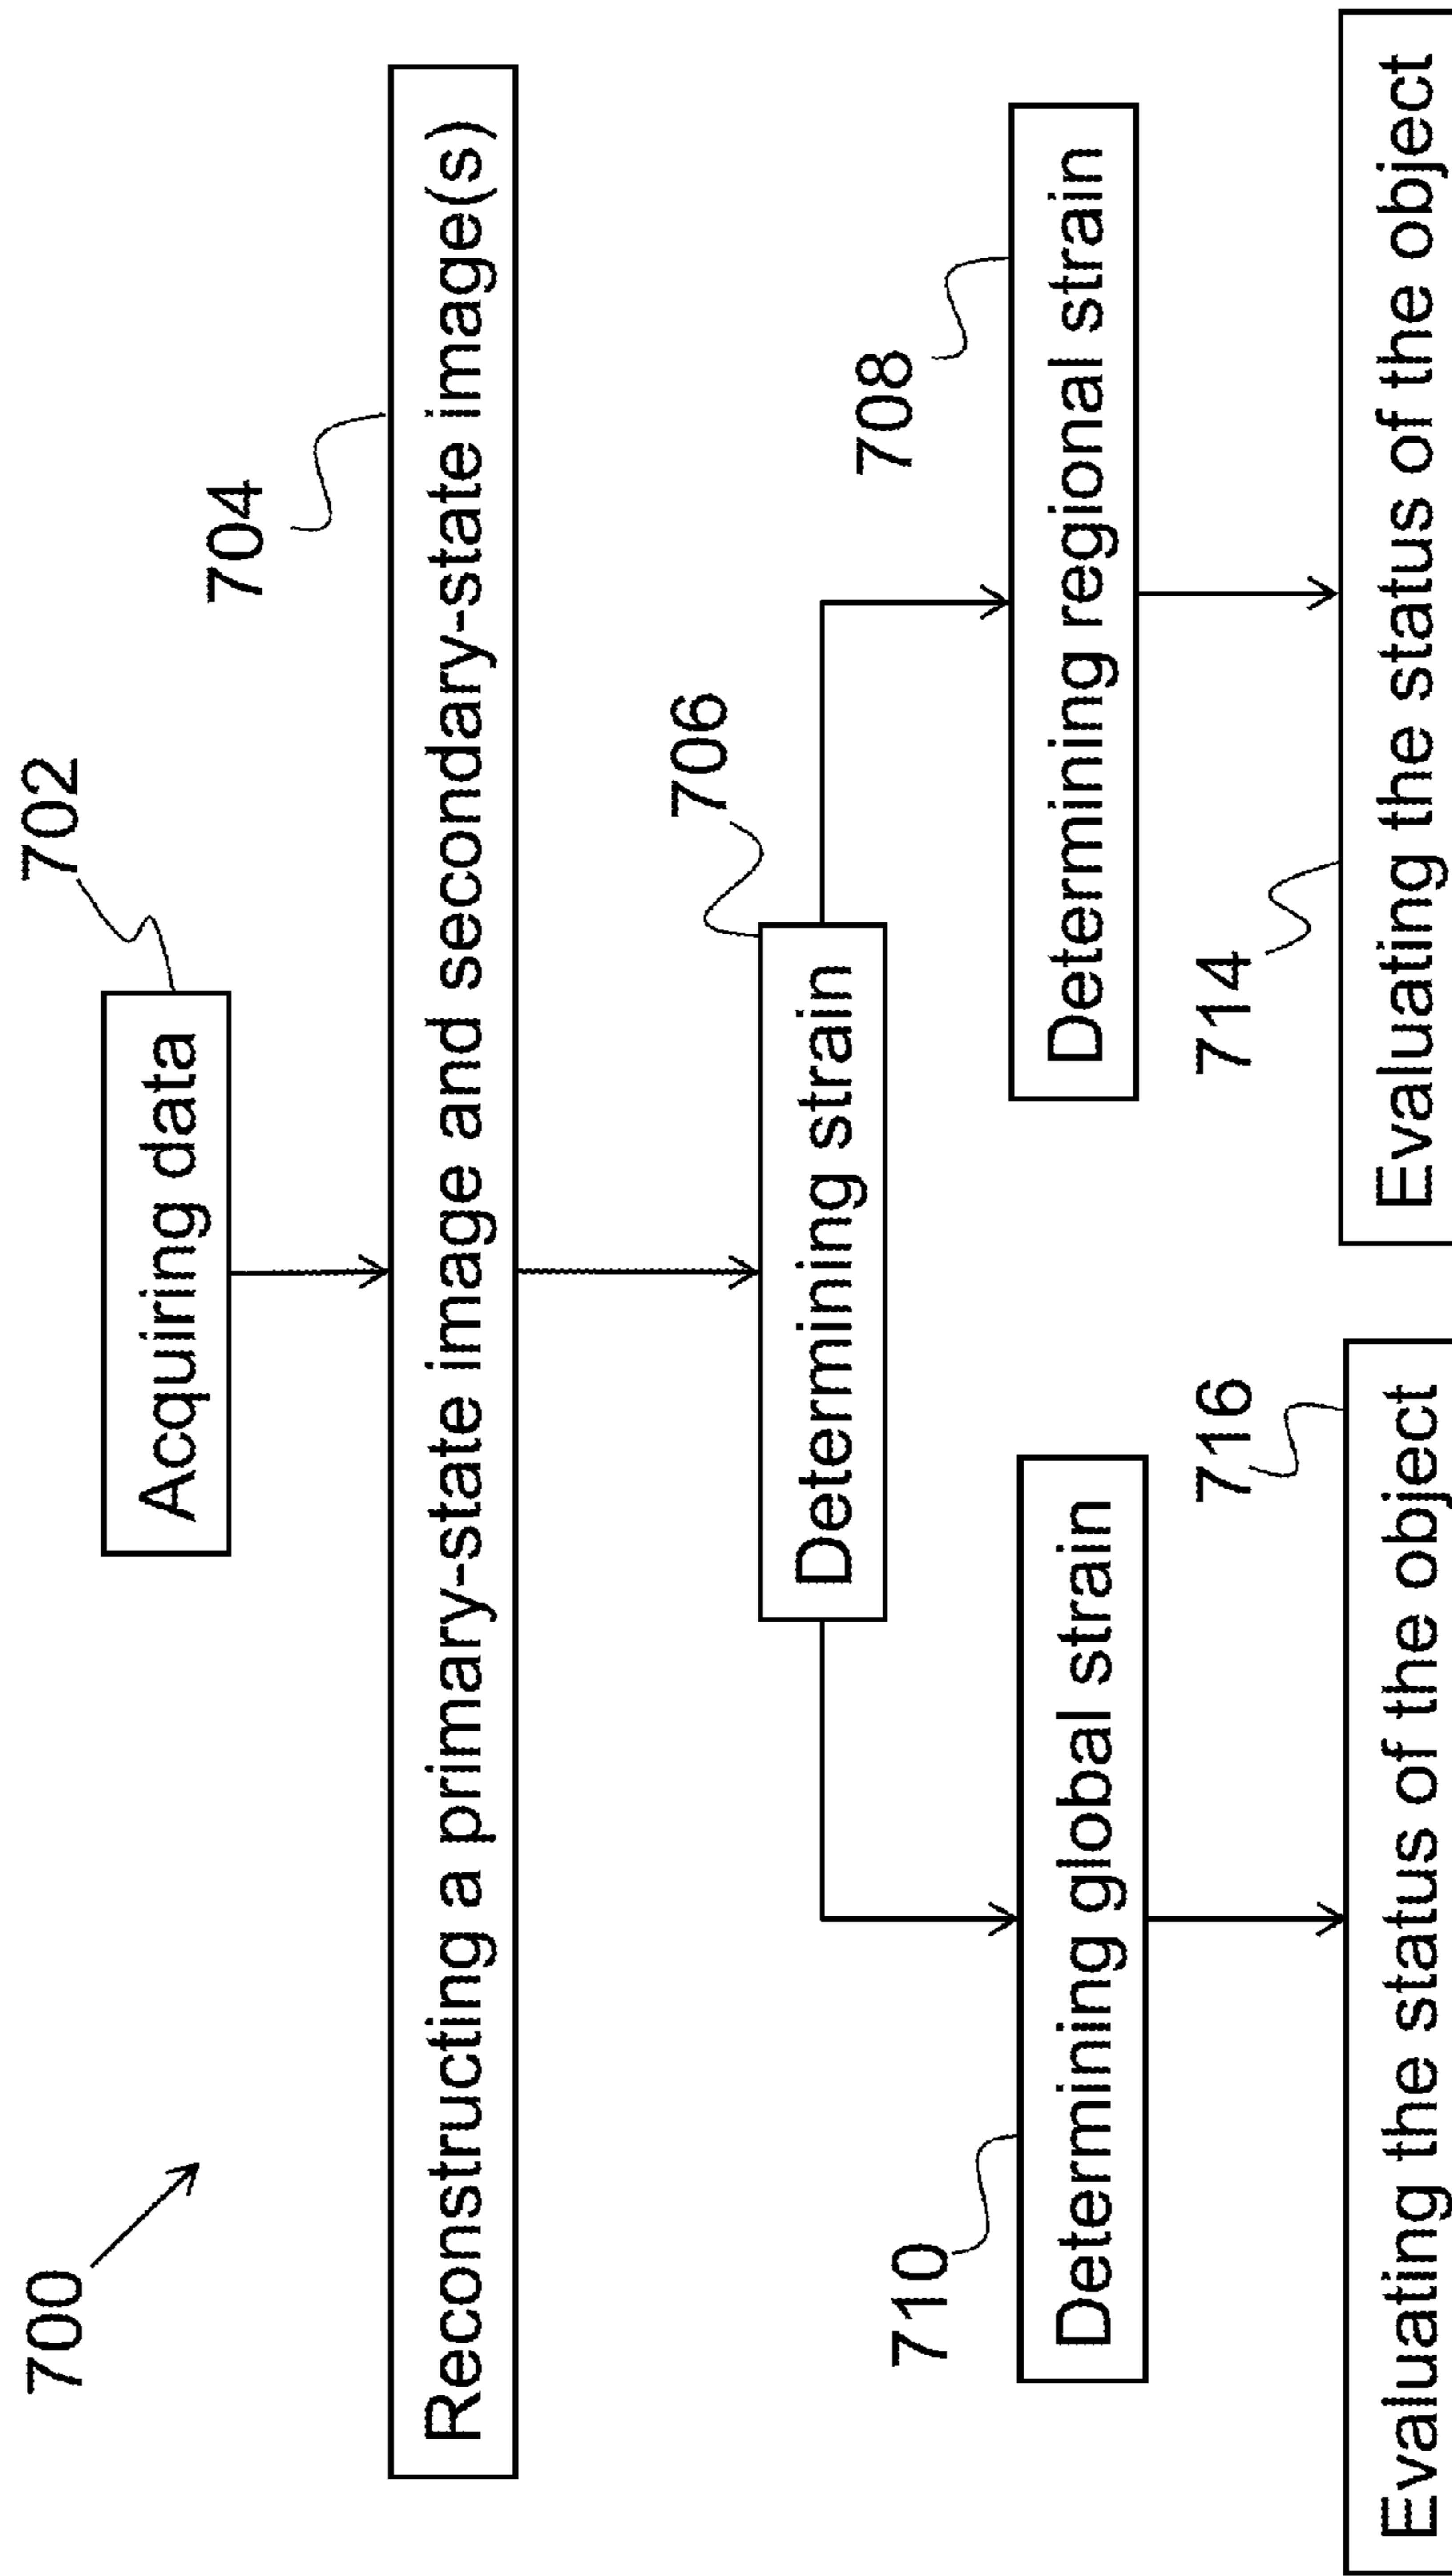 700
702
Acquiring data
704
Reconstructing a primary-state image and secondary-state image(s)
706
Determining strain
710
708
Determining global strain
Determining regional strain
716
714
Evaluating the status of the object
Evaluating the status of the object